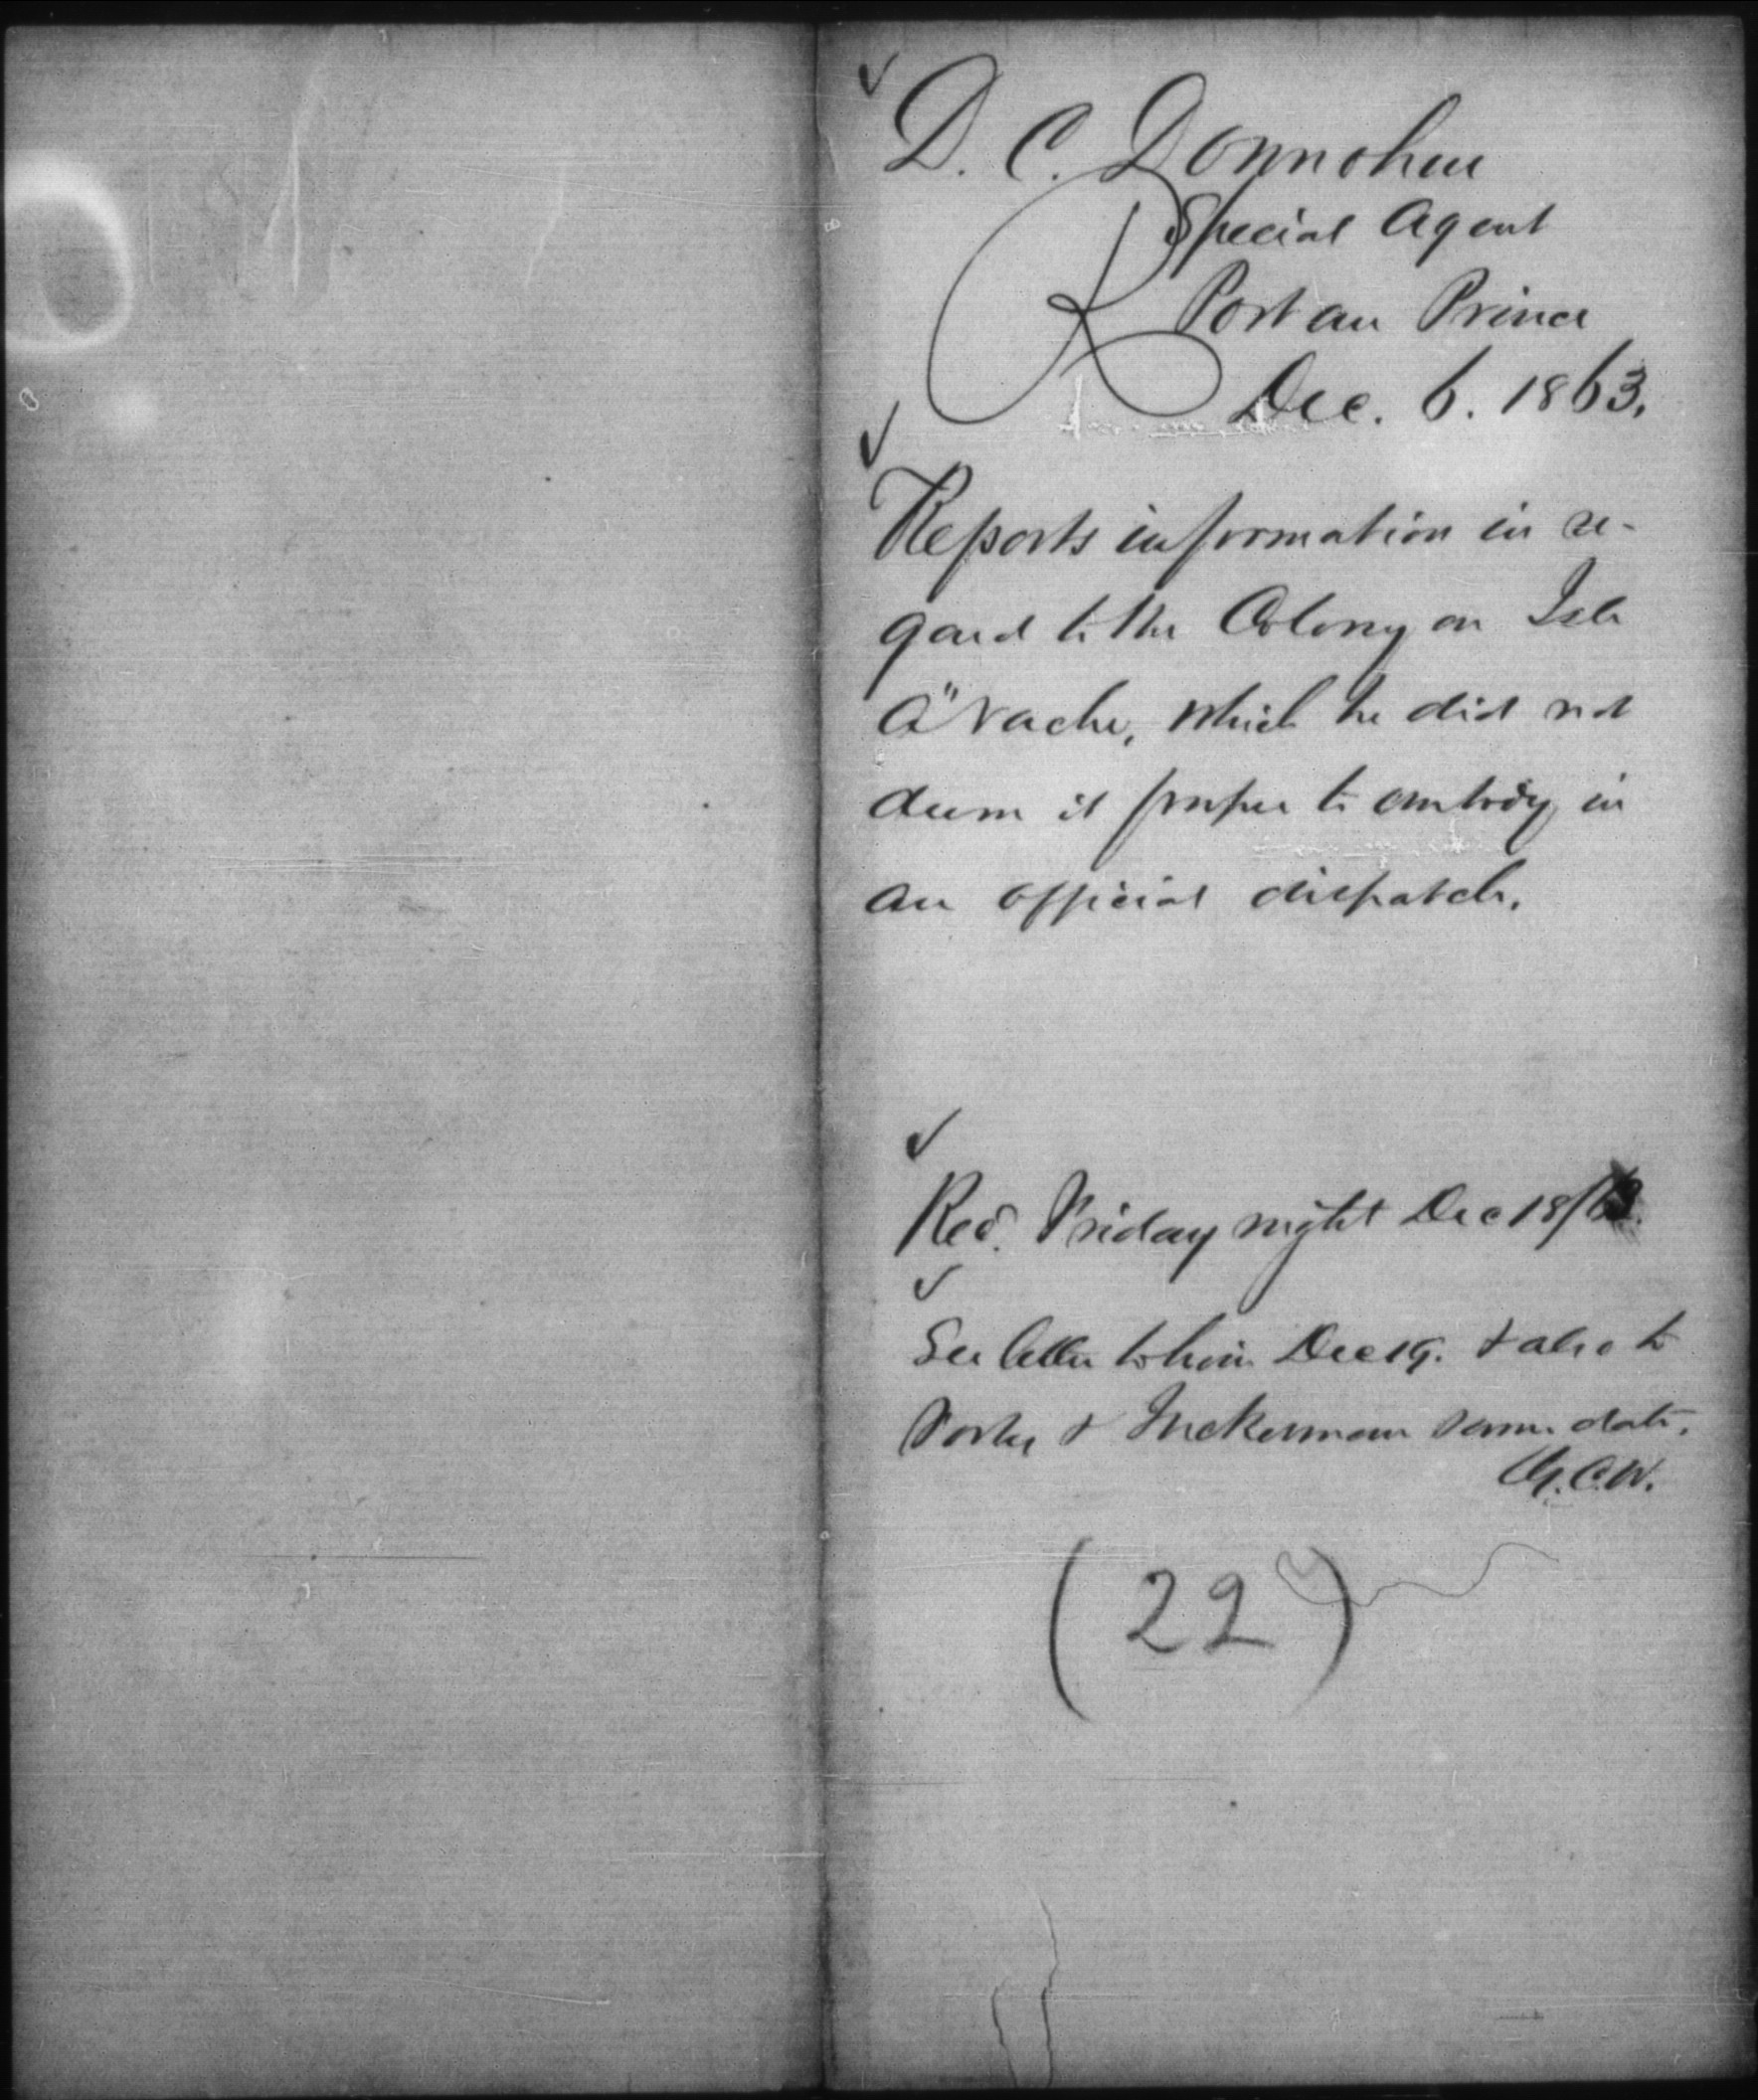 D. C. Donnohue
Special Agent
Port au Prince
Dec. 6. 1863.
Reports information in re-
gard to the Colony on Isle
A"Vache, which he did not
deem it proper to embody in
an official dispatch.
Recd. Friday night Dec 18/63.
See letter to him Dec 19. & also to
& Tuckerman same date.
(22)